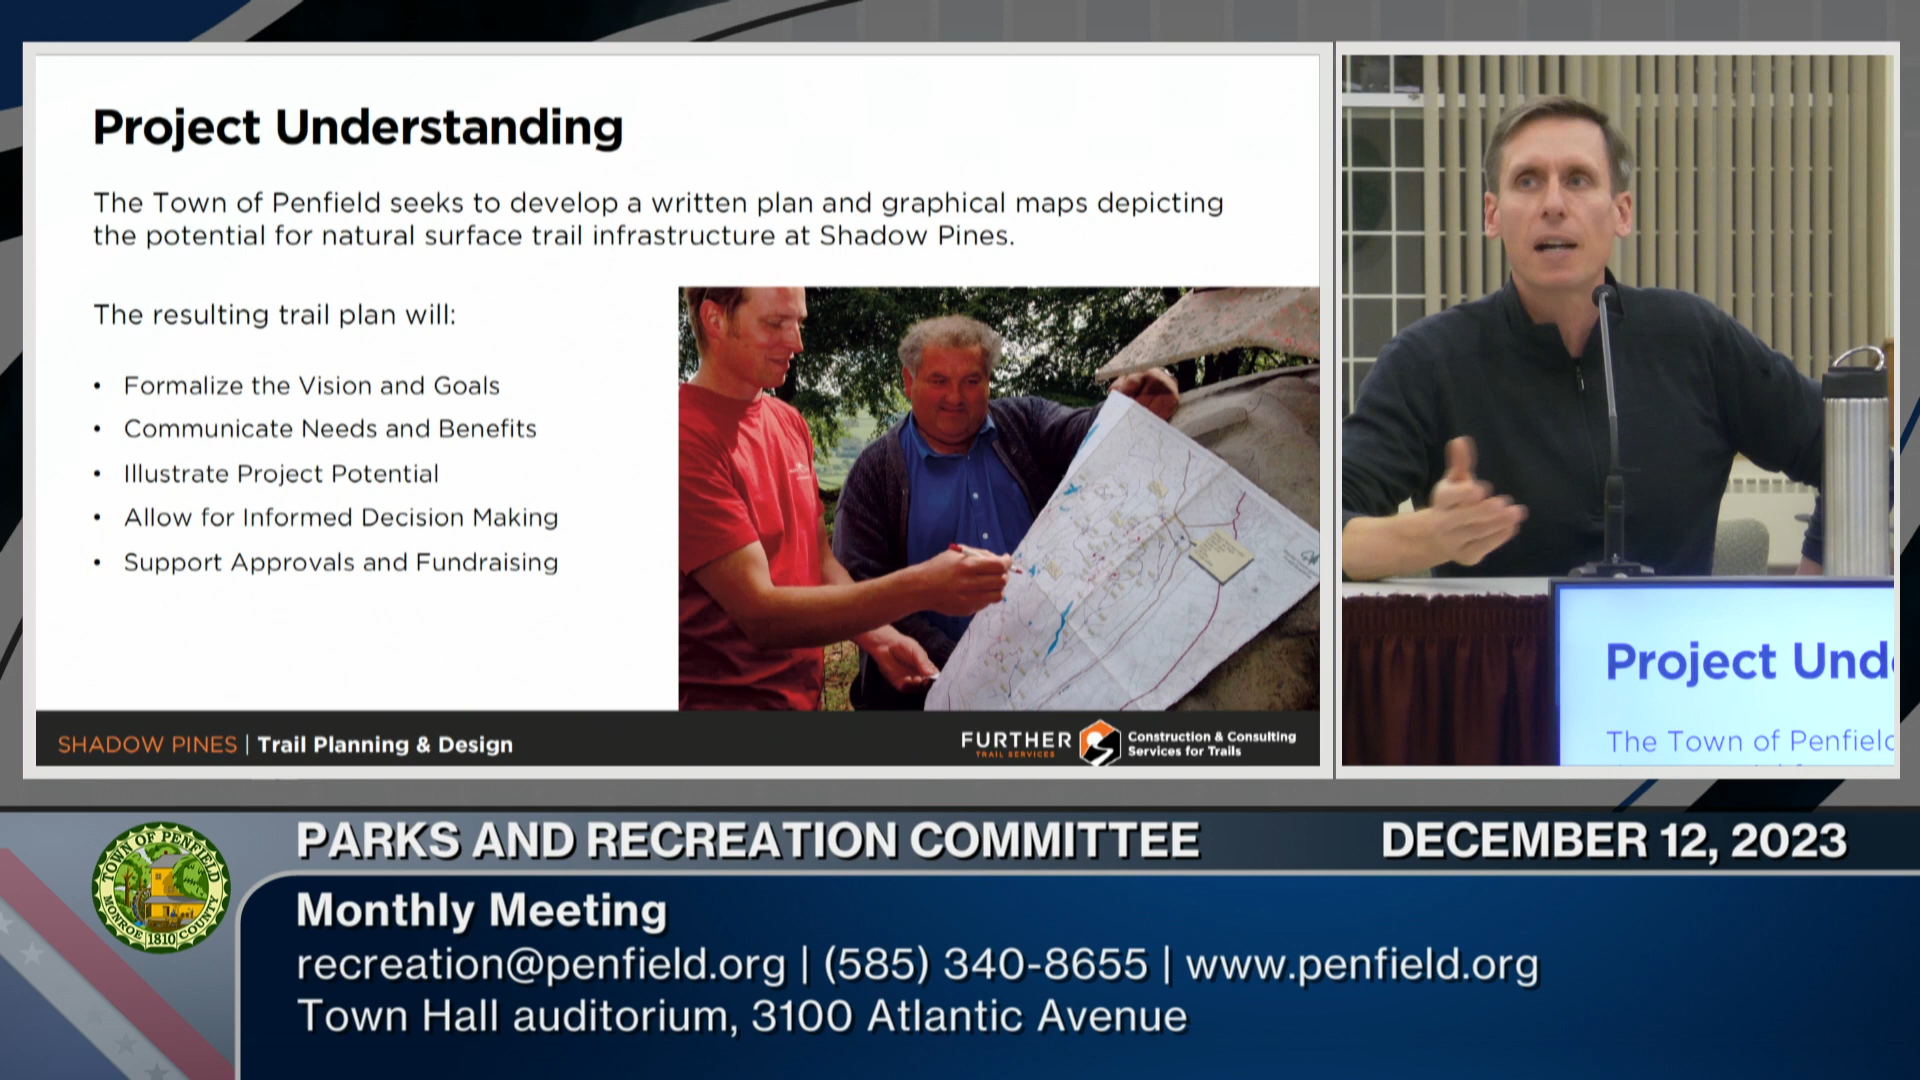 Project Understanding
The Town of Penfield seeks to develop a written plan and graphical maps depicting
the potential for natural surface trail infrastructure at Shadow Pines.
The resulting trail plan will:
• Formalize the Vision and Goals
• Communicate Needs and Benefits
• Illustrate Project Potential
• Allow for Informed Decision Making
• Support Approvals and Fundraising
SHADOW PINES | Trail Planning & Design
FURTHER
TRAIL SERVICES
Construction & Consulting
Services for Trails
Project Und
The Town of Penfield
TOWN OF PENFIELD
MONROE COUNTY
1810
PARKS AND RECREATION COMMITTEE
DECEMBER 12, 2023
Monthly Meeting
recreation@penfield.org | (585) 340-8655 | www.penfield.org
Town Hall auditorium, 3100 Atlantic Avenue